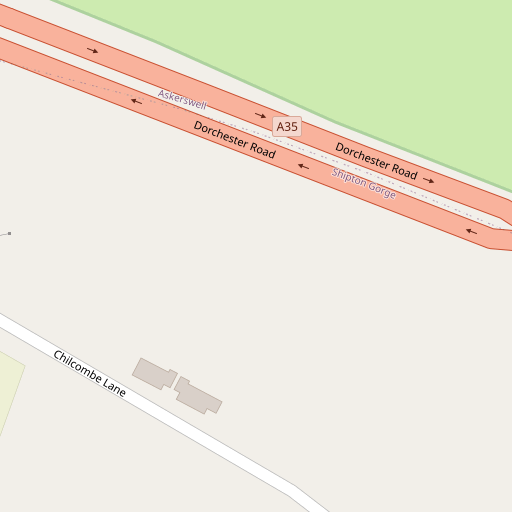 Askerswell
A35
Dorchester Road
Dorchester Road
Shipton Gorge
Chilcombe Lane